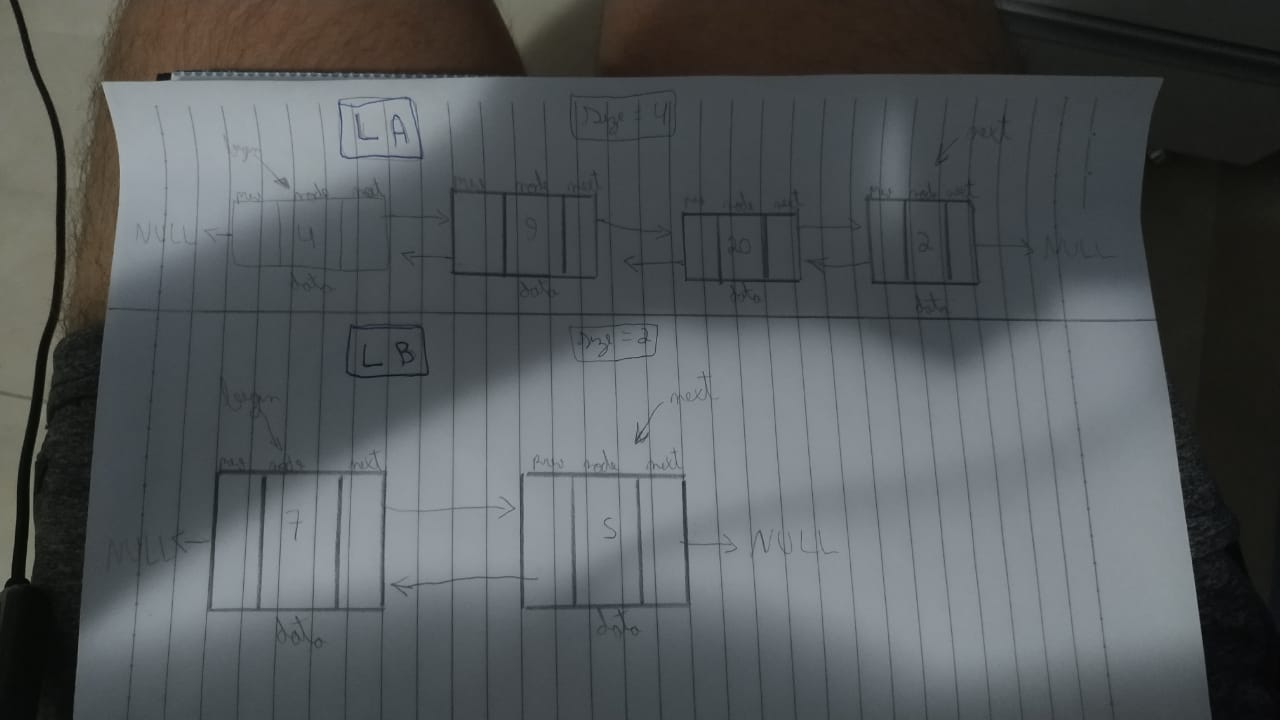 LA
size = 4
begin
next
prev node next
prev node next
prev node next
prev node next
NULL
4
9
20
2
NULL
data
data
data
data
LB
size = 2
begin
next
prev node next
prev node next
NULL
7
5
NULL
data
data